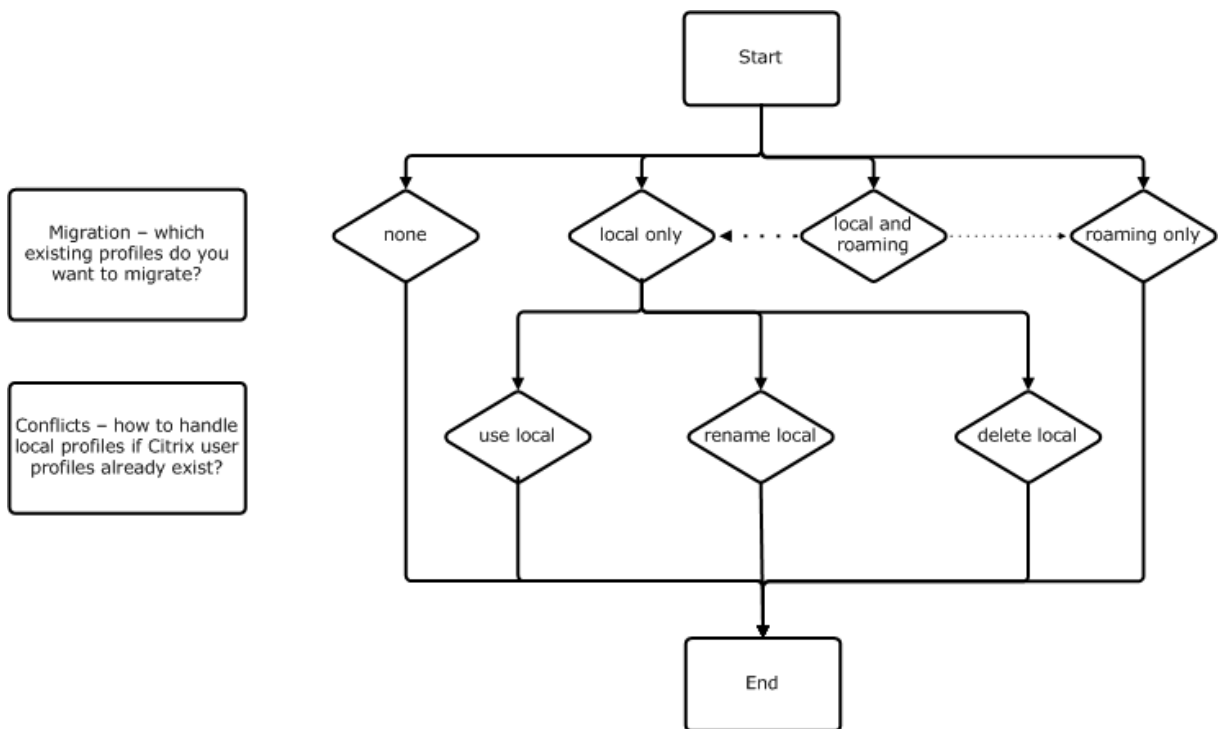 Start
Migration – which
existing profiles do you
want to migrate?
none
local only
local and
roaming
roaming only
Conflicts – how to handle
local profiles if Citrix user
profiles already exist?
use local
rename local
delete local
End